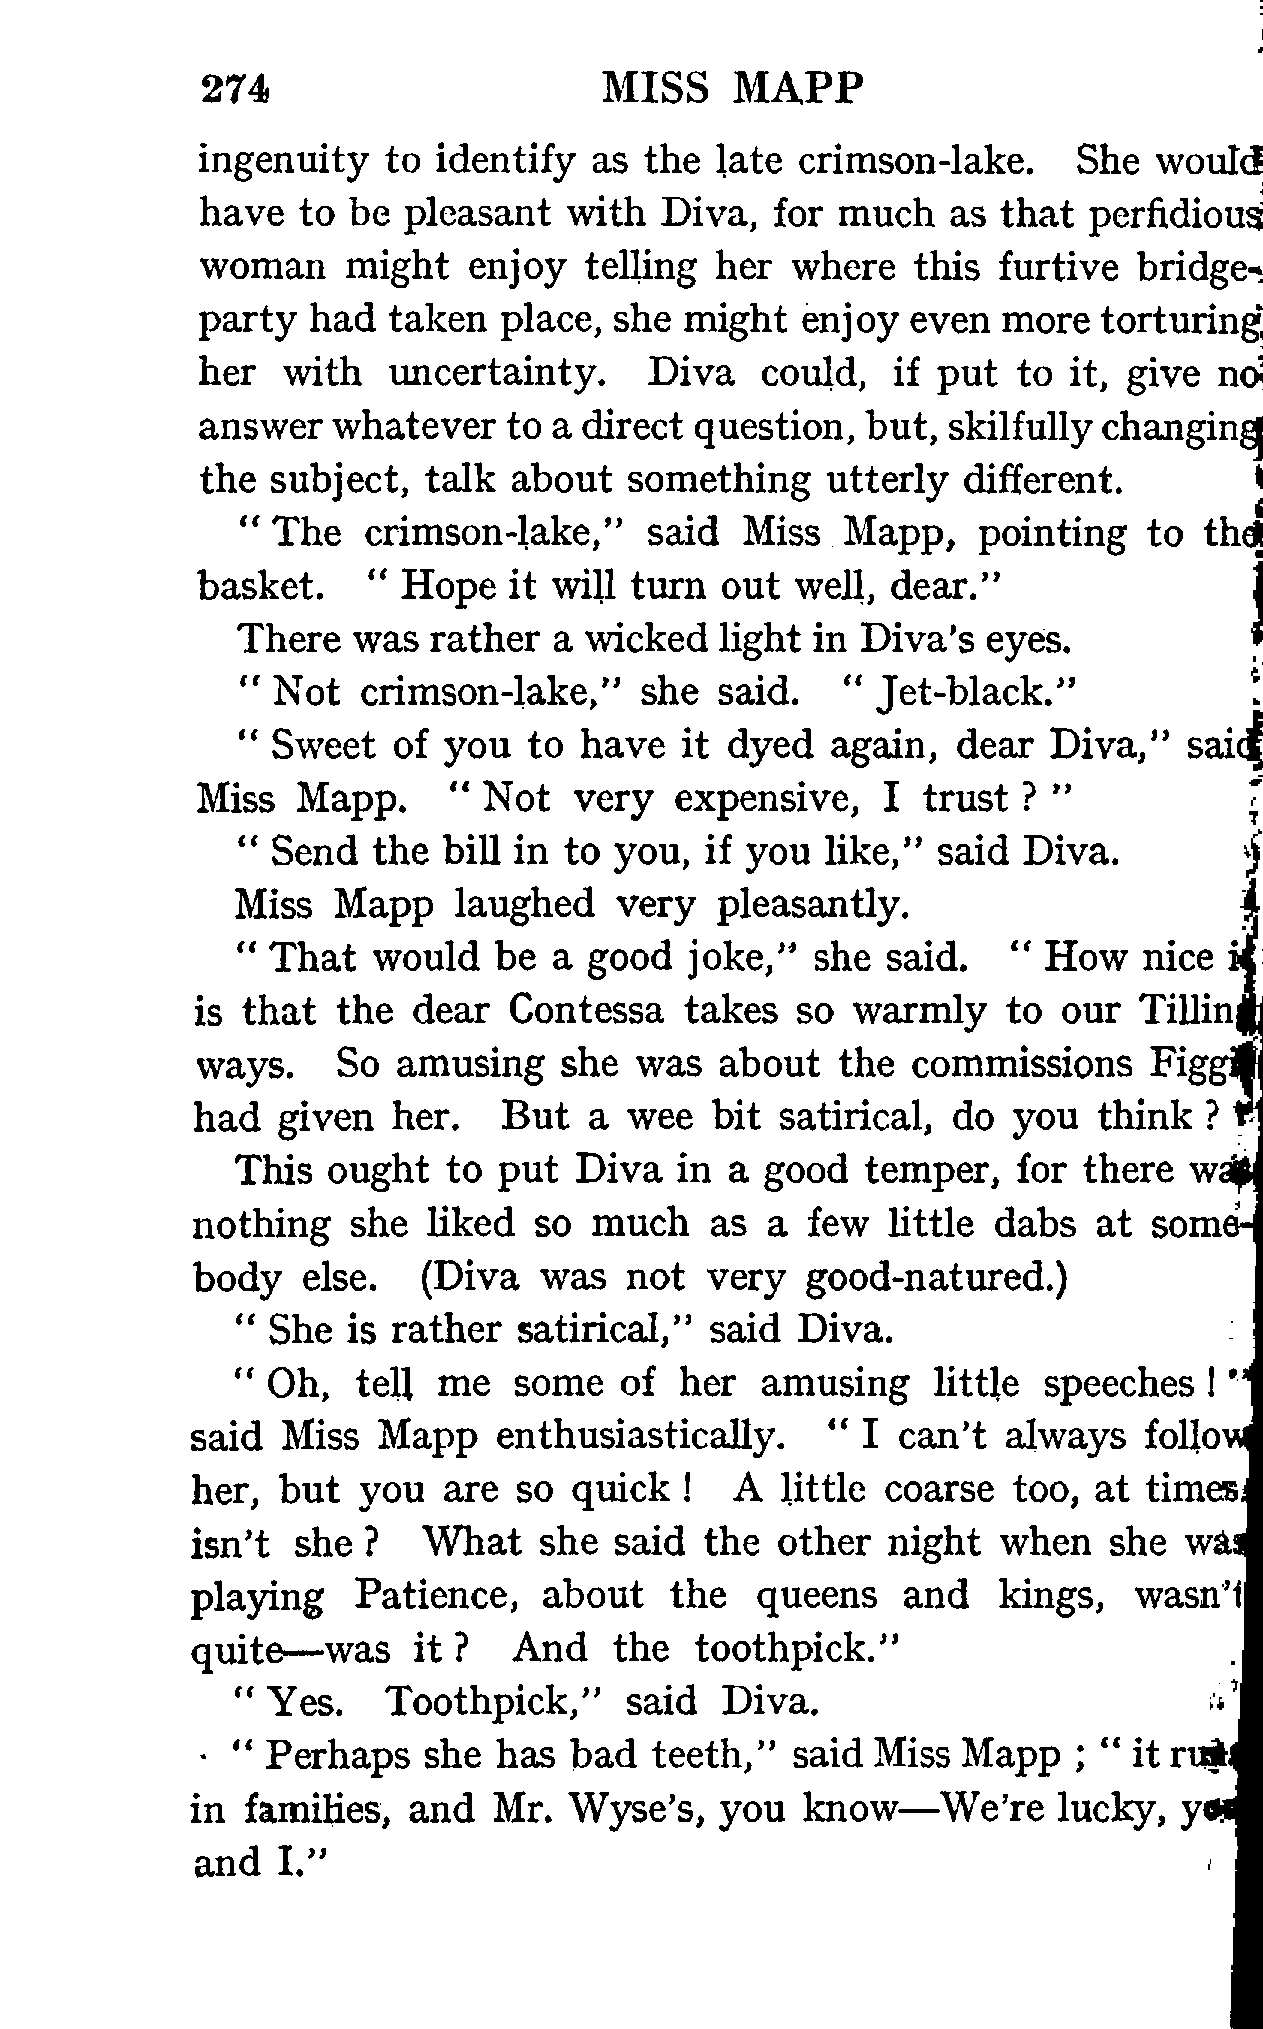 274 MISS MAPP
ingenuity to identify as the late crimson-lake. She would
have to be pleasant with Diva, for much as that perfidious
woman might enjoy telling her where this furtive bridge-
party had taken place, she might enjoy even more torturing
her with uncertainty. Diva could, if put to it, give no
answer whatever to a direct question, but, skilfully changing
the subject, talk about something utterly different.
" The crimson-lake," said Miss Mapp, pointing to the
basket. " Hope it will turn out well, dear."
There was rather a wicked light in Diva's eyes.
" Not crimson-lake," she said. " Jet-black."
" Sweet of you to have it dyed again, dear Diva," said
Miss Mapp. " Not very expensive, I trust ? "
" Send the bill in to you, if you like," said Diva.
Miss Mapp laughed very pleasantly.
" That would be a good joke," she said. " How nice it
is that the dear Contessa takes so warmly to our Tilling
ways. So amusing she was about the commissions Figgis
had given her. But a wee bit satirical, do you think ? "
This ought to put Diva in a good temper, for there was
nothing she liked so much as a few little dabs at some-
body else. (Diva was not very good-natured.)
" She is rather satirical," said Diva.
" Oh, tell me some of her amusing little speeches ! "
said Miss Mapp enthusiastically. " I can't always follow
her, but you are so quick ! A little coarse too, at times,
isn't she ? What she said the other night when she was
playing Patience, about the queens and kings, wasn't
quite—was it ? And the toothpick."
" Yes. Toothpick," said Diva.
" Perhaps she has bad teeth," said Miss Mapp ; " it runs
in families, and Mr. Wyse's, you know—We're lucky, you
and I."